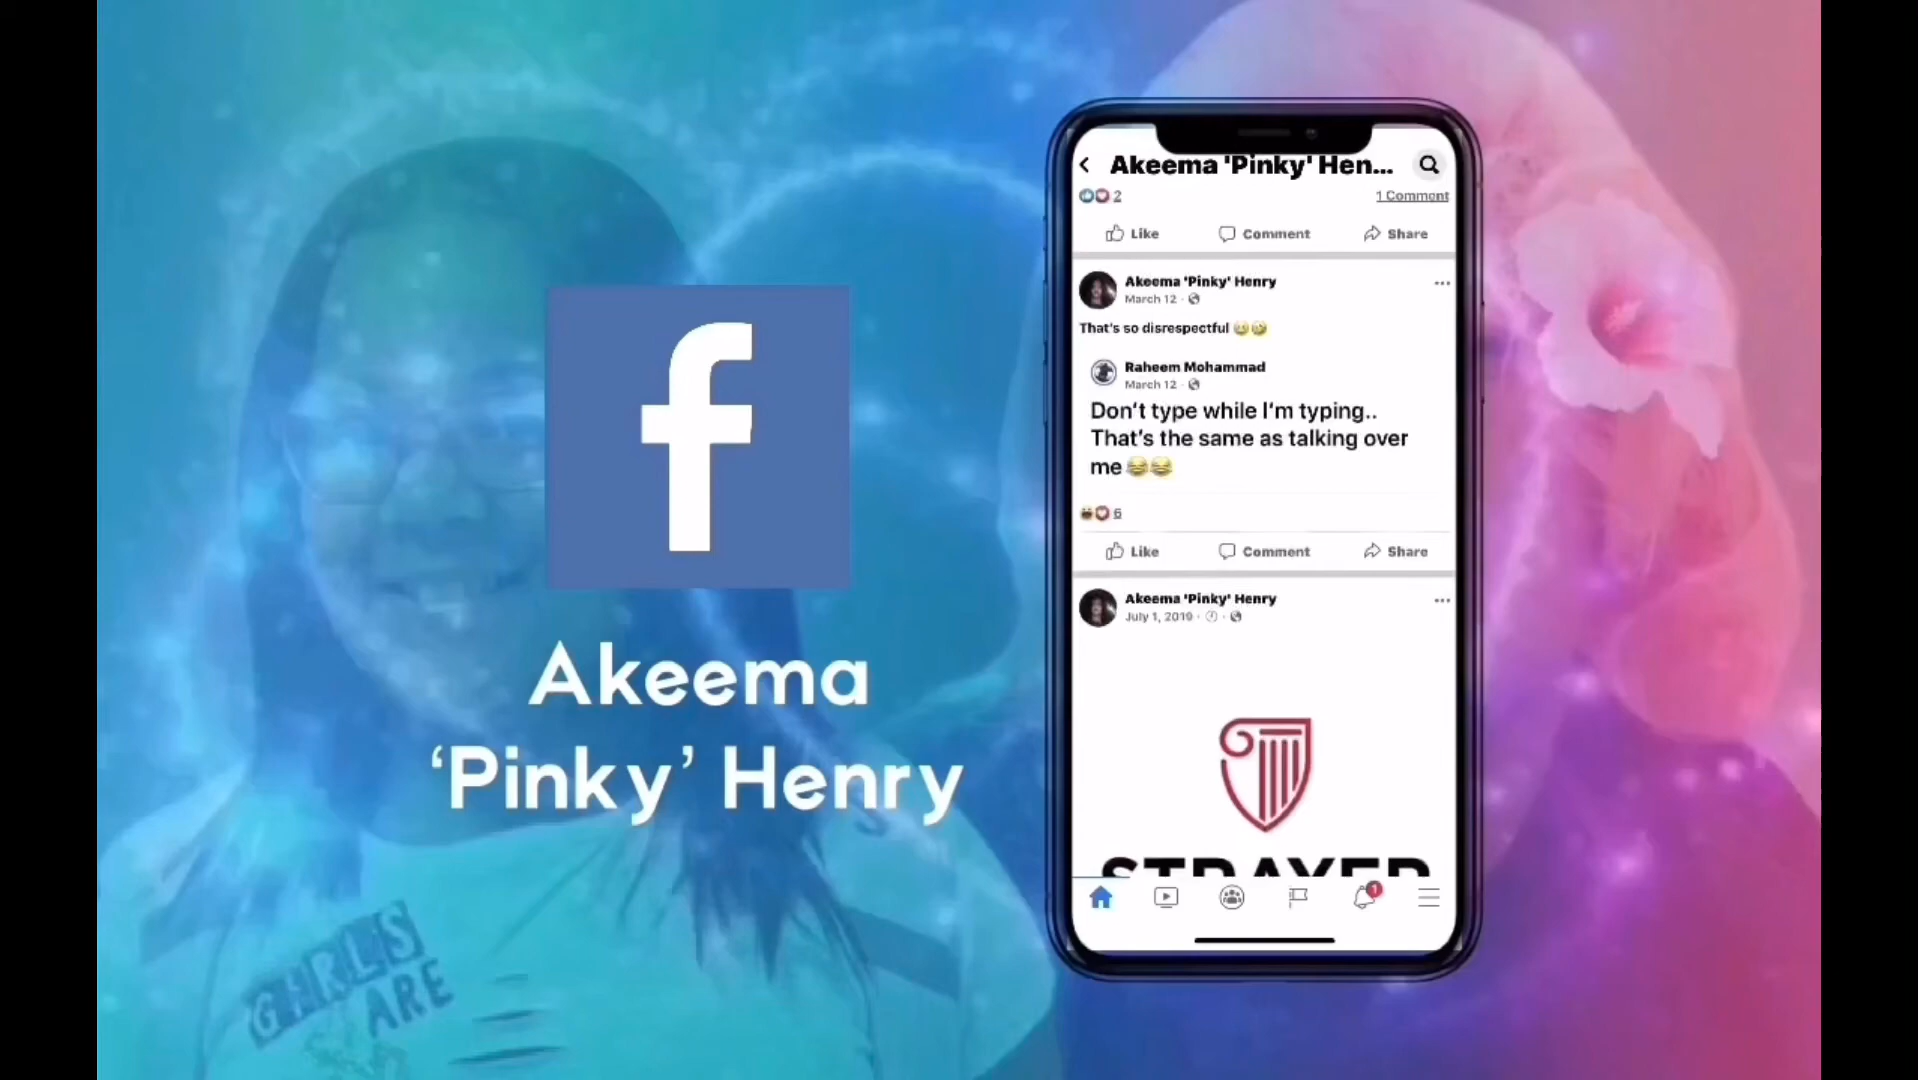 f
Akeema
‘Pinky’ Henry
Akeema 'Pinky' Hen...
2
1 Comment
Like Comment Share
Akeema 'Pinky' Henry
March 12 ·
That's so disrespectful 😂🤣
Raheem Mohammad
March 12 ·
Don't type while I'm typing..
That's the same as talking over
me 😂😂
6
Like Comment Share
Akeema 'Pinky' Henry
July 1, 2019 · ·
STRAYER
1
GIRLS
ARE